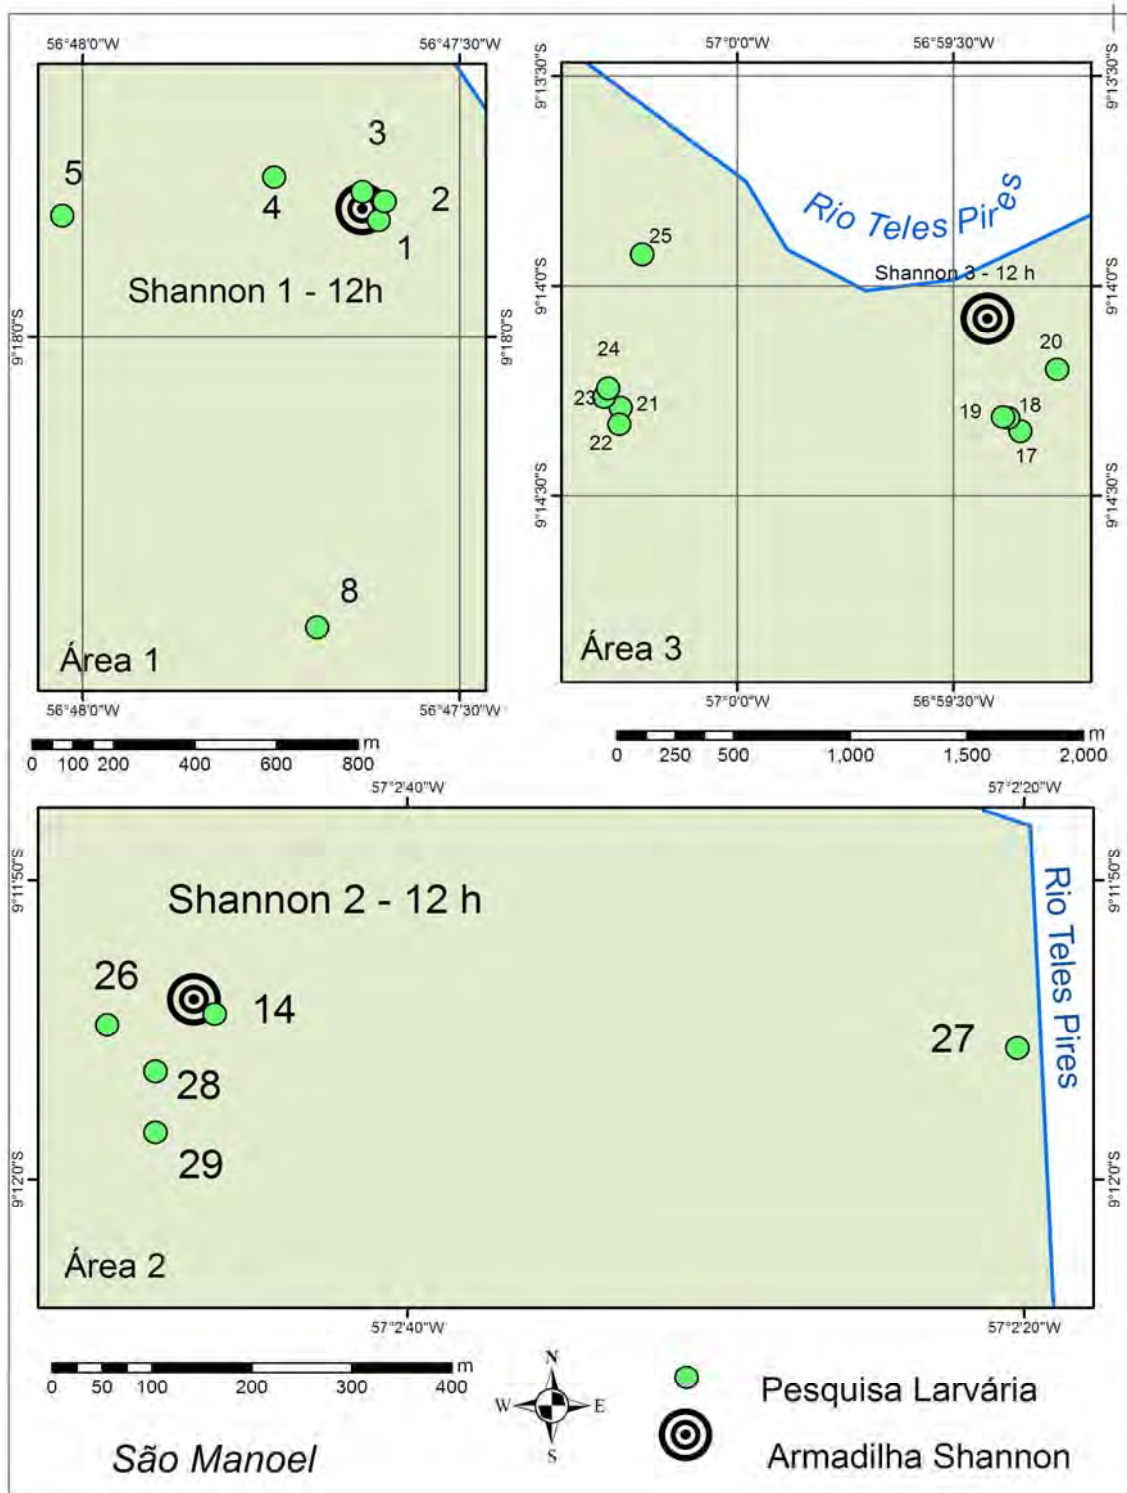 56°48'0"W
56°47'30"W
57°0'0"W
56°59'30"W
9°13'30"S
9°13'30"S
3
5
4
2
1
Rio Teles Pires
25
Shannon 1 - 12h
Shannon 3 - 12 h
9°14'0"S
9°14'0"S
9°18'0"S
9°18'0"S
24
20
23
21
19
18
22
17
9°14'30"S
9°14'30"S
8
Área 1
Área 3
56°48'0"W
56°47'30"W
57°0'0"W
56°59'30"W
m
0 100 200 400 600 800
m
0 250 500 1,000 1,500 2,000
57°2'40"W
57°2'20"W
9°11'50"S
9°11'50"S
Shannon 2 - 12 h
Rio Teles Pires
26
14
27
28
29
9°12'0"S
9°12'0"S
Área 2
57°2'40"W
57°2'20"W
m
0 50 100 200 300 400
N
W
E
S
Pesquisa Larvária
Armadilha Shannon
São Manoel